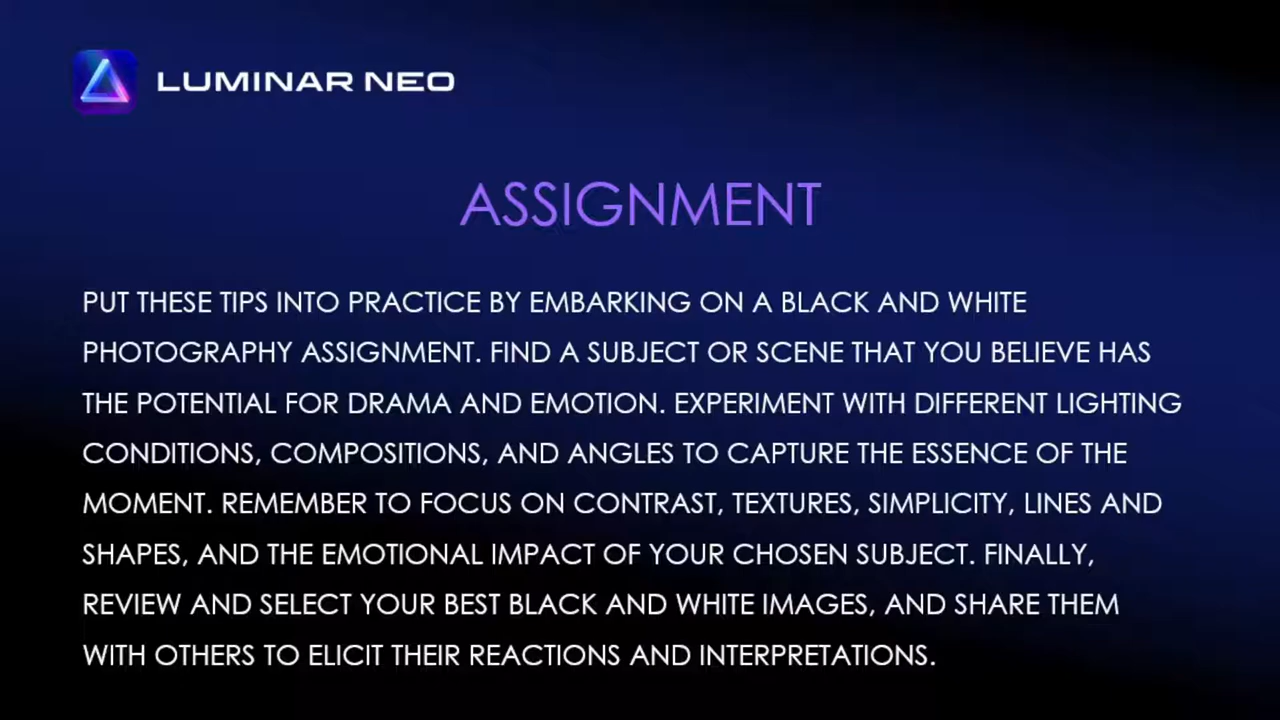 LUMINAR NEO
ASSIGNMENT
PUT THESE TIPS INTO PRACTICE BY EMBARKING ON A BLACK AND WHITE
PHOTOGRAPHY ASSIGNMENT. FIND A SUBJECT OR SCENE THAT YOU BELIEVE HAS
THE POTENTIAL FOR DRAMA AND EMOTION. EXPERIMENT WITH DIFFERENT LIGHTING
CONDITIONS, COMPOSITIONS, AND ANGLES TO CAPTURE THE ESSENCE OF THE
MOMENT. REMEMBER TO FOCUS ON CONTRAST, TEXTURES, SIMPLICITY, LINES AND
SHAPES, AND THE EMOTIONAL IMPACT OF YOUR CHOSEN SUBJECT. FINALLY,
REVIEW AND SELECT YOUR BEST BLACK AND WHITE IMAGES, AND SHARE THEM
WITH OTHERS TO ELICIT THEIR REACTIONS AND INTERPRETATIONS.